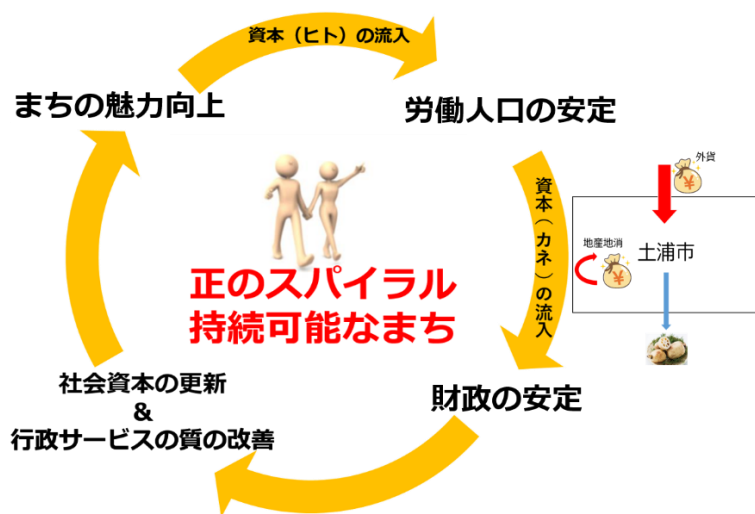 資本（ヒト）の流入
まちの魅力向上
労働人口の安定
資本（カネ）の流入
外貨
¥
地産地消
¥
土浦市
正のスパイラル
持続可能なまち
財政の安定
社会資本の更新
&
行政サービスの質の改善